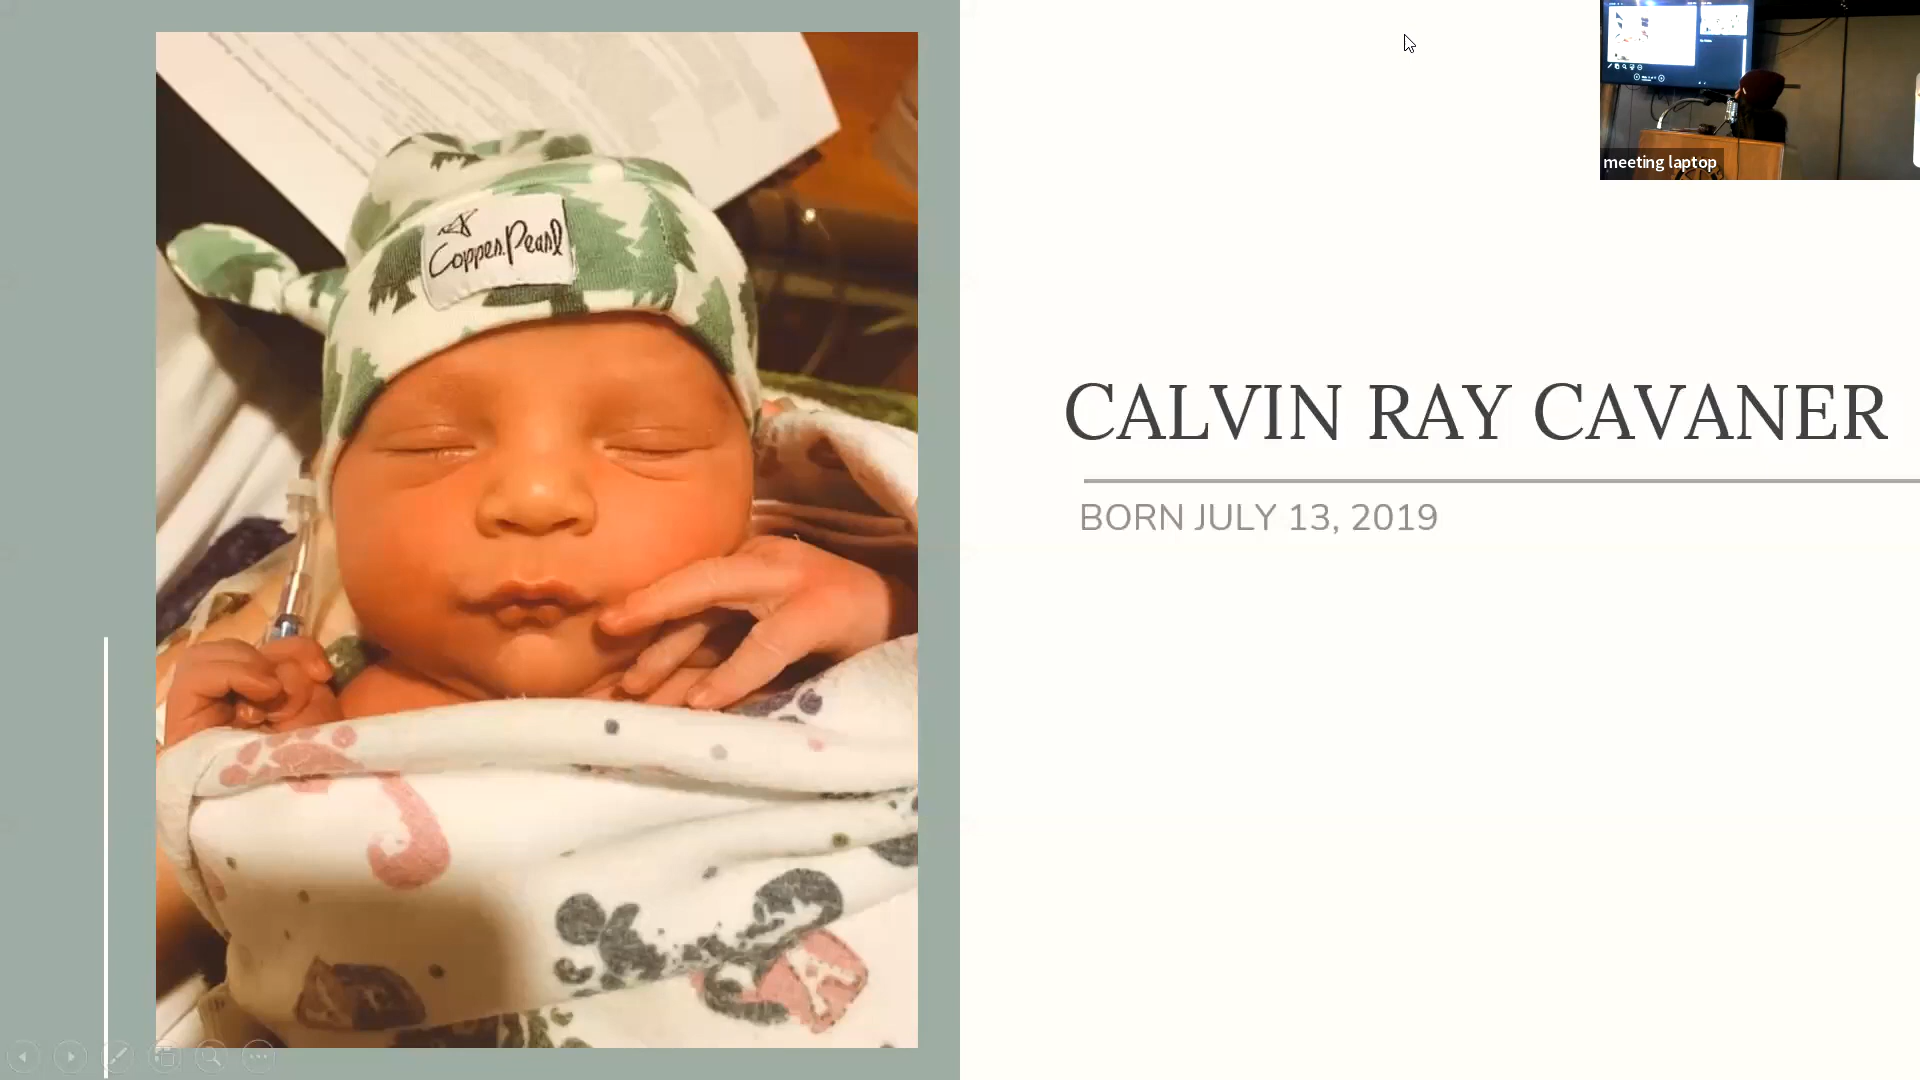 Copper Pearl
CALVIN RAY CAVANER
BORN JULY 13, 2019
meeting laptop